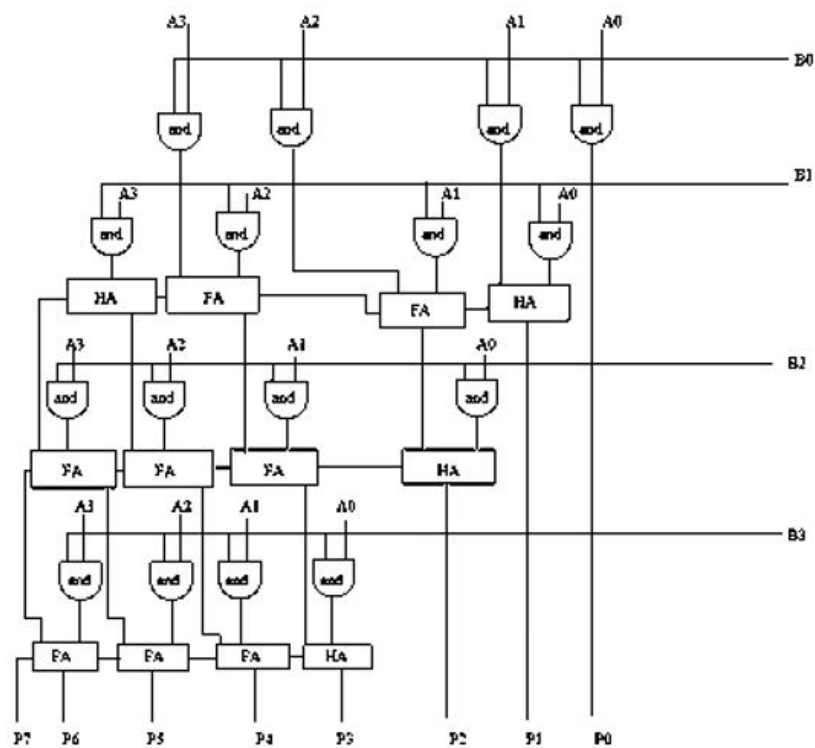 A3 A2 A1 A0
B0
and and and and
B1
A3 A2 A1 A0
and and and and
HA FA FA HA
A3 A2 A1 A0
B2
and and and and
FA FA FA HA
A3 A2 A1 A0
B3
and and and and
FA FA FA HA
P7 P6 P5 P4 P3 P2 P1 P0